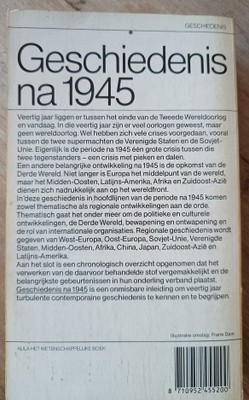 GESCHIEDENIS
Geschiedenis
na 1945
Veertig jaar liggen er tussen het einde van de Tweede Wereldoorlog
en vandaag. In die veertig jaar zijn er veel oorlogen geweest, maar
geen wereldoorlog. Wel hebben zich vele crises voorgedaan, vooral
tussen de twee supermachten de Verenigde Staten en de Sovjet-
Unie. Eigenlijk is de periode na 1945 één grote crisis tussen die
twee tegenstanders – een crisis met pieken en dalen.
Een andere belangrijke ontwikkeling na 1945 is de opkomst van de
Derde Wereld. Niet langer is Europa het middelpunt van de wereld,
maar het Midden-Oosten, Latijns-Amerika, Afrika en Zuidoost-Azië
dienen zich nadrukkelijk aan op het wereldfront.
In deze geschiedenis in hoofdlijnen van de periode na 1945 komen
zowel thematische als regionale ontwikkelingen aan de orde.
Thematisch gaat het onder meer om de politieke en culturele
ontwikkelingen, de Derde Wereld, bewapening en ontwapening en
de rol van internationale organisaties. Regionale geschiedenis wordt
gegeven van West-Europa, Oost-Europa, Sovjet-Unie, Verenigde
Staten, Midden-Oosten, Afrika, China, Japan, Zuidoost-Azië en
Latijns-Amerika.
Aan het slot is een chronologisch overzicht opgenomen dat het
verwerken van de daarvoor behandelde stof vergemakkelijkt en de
belangrijkste gebeurtenissen in hun onderling verband plaatst.
Geschiedenis na 1945 is een onmisbare inleiding om veertig jaar
turbulente contemporaine geschiedenis te kennen en te begrijpen.
AULA-HET WETENSCHAPPELIJKE BOEK
8 710952 455200